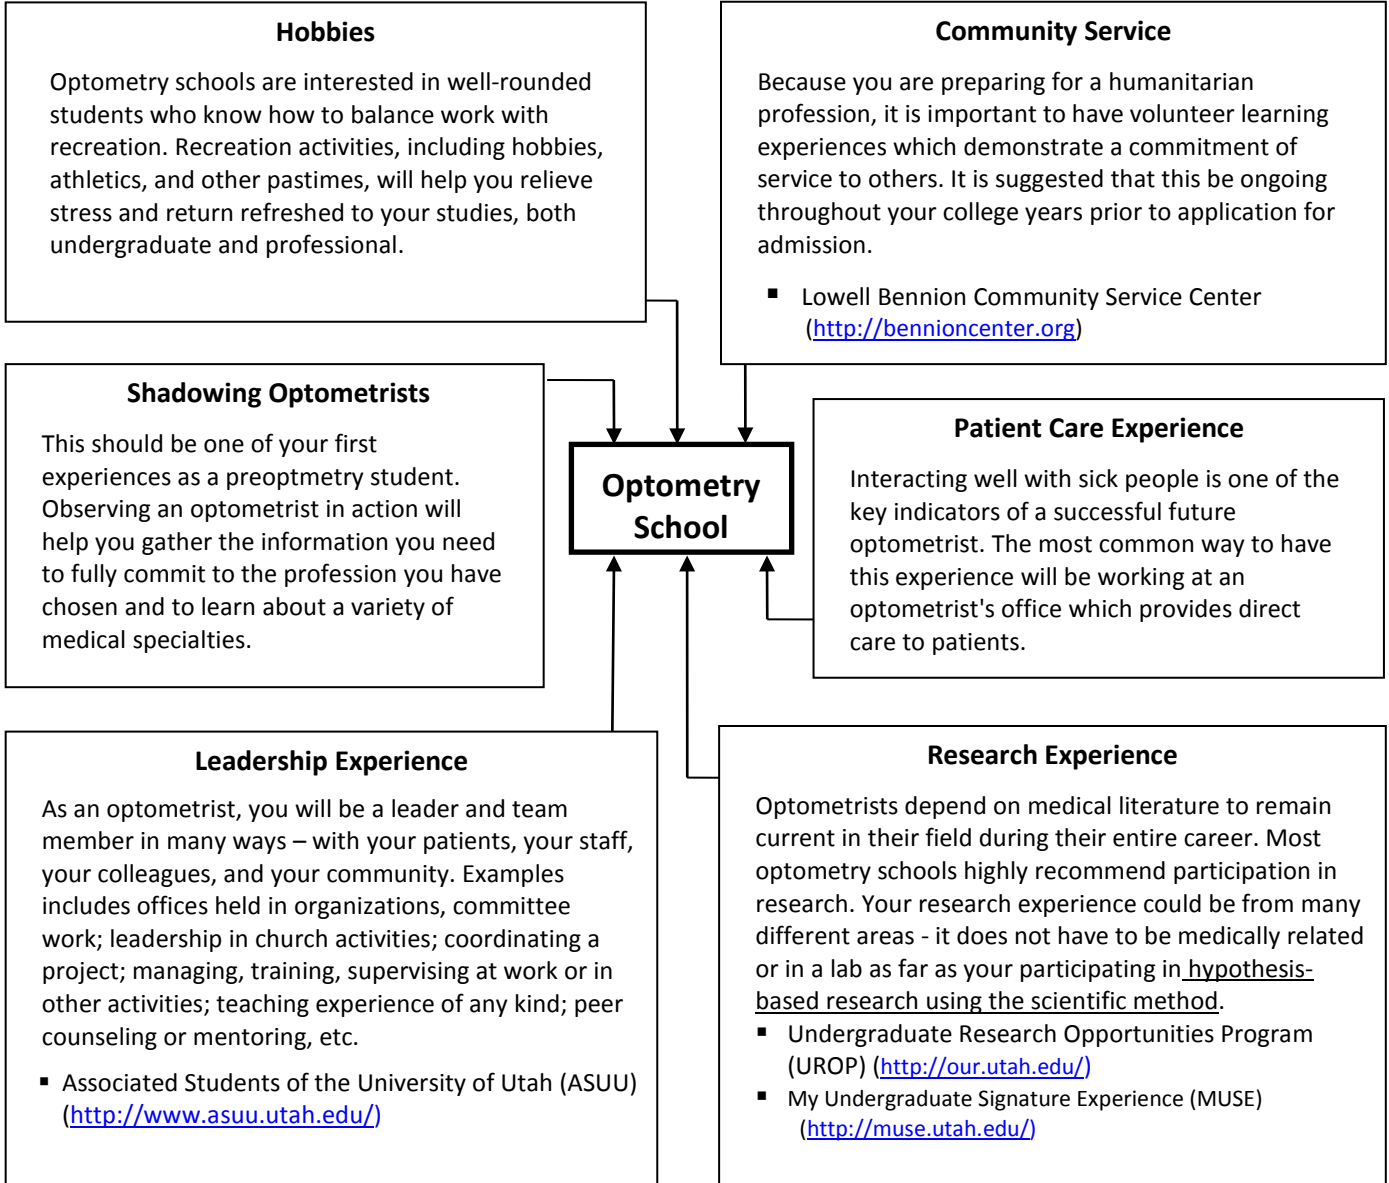 Hobbies
Optometry schools are interested in well-rounded
students who know how to balance work with
recreation. Recreation activities, including hobbies,
athletics, and other pastimes, will help you relieve
stress and return refreshed to your studies, both
undergraduate and professional.
Community Service
Because you are preparing for a humanitarian
profession, it is important to have volunteer learning
experiences which demonstrate a commitment of
service to others. It is suggested that this be ongoing
throughout your college years prior to application for
admission.
▪ Lowell Bennion Community Service Center
(http://bennioncenter.org)
Shadowing Optometrists
This should be one of your first
experiences as a preoptmetry student.
Observing an optometrist in action will
help you gather the information you need
to fully commit to the profession you have
chosen and to learn about a variety of
medical specialties.
Optometry
School
Patient Care Experience
Interacting well with sick people is one of the
key indicators of a successful future
optometrist. The most common way to have
this experience will be working at an
optometrist's office which provides direct
care to patients.
Leadership Experience
As an optometrist, you will be a leader and team
member in many ways – with your patients, your staff,
your colleagues, and your community. Examples
includes offices held in organizations, committee
work; leadership in church activities; coordinating a
project; managing, training, supervising at work or in
other activities; teaching experience of any kind; peer
counseling or mentoring, etc.
▪ Associated Students of the University of Utah (ASUU)
(http://www.asuu.utah.edu/)
Research Experience
Optometrists depend on medical literature to remain
current in their field during their entire career. Most
optometry schools highly recommend participation in
research. Your research experience could be from many
different areas - it does not have to be medically related
or in a lab as far as your participating in hypothesis-
based research using the scientific method.
▪ Undergraduate Research Opportunities Program
(UROP) (http://our.utah.edu/)
▪ My Undergraduate Signature Experience (MUSE)
(http://muse.utah.edu/)